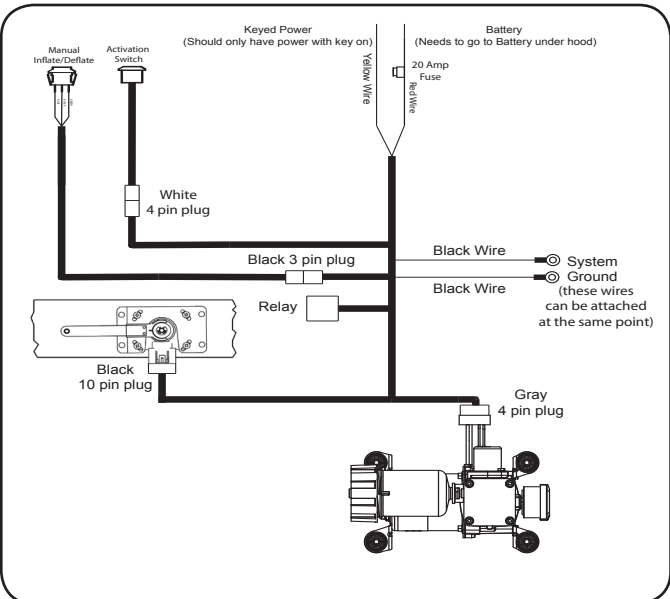 Keyed Power
(Should only have power with key on)
Battery
(Needs to go to Battery under hood)
Manual
Inflate/Deflate
Activation
Switch
Yellow Wire
20 Amp
Fuse
Red Wire
White
4 pin plug
Black 3 pin plug
Black Wire
Black Wire
System
Ground
(these wires
can be attached
at the same point)
Relay
Black
10 pin plug
Gray
4 pin plug